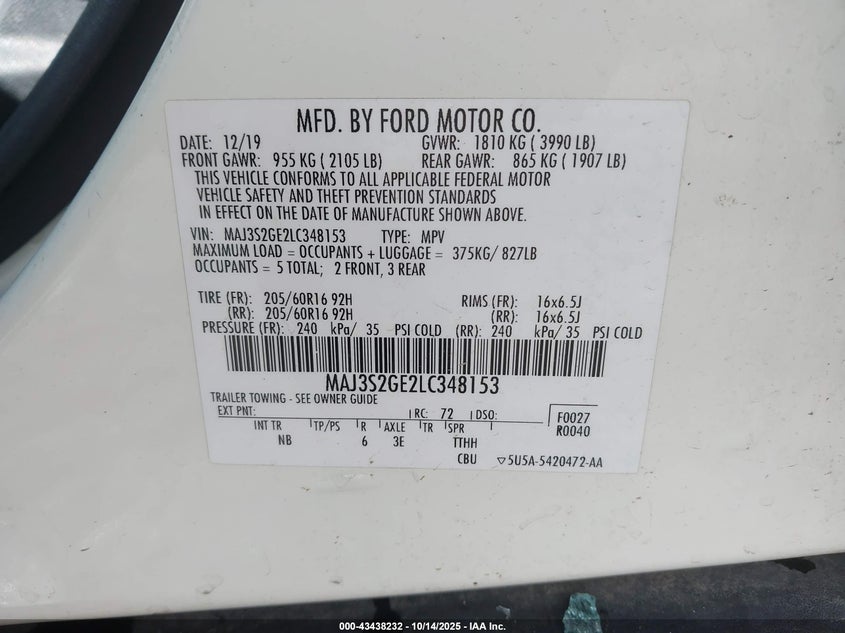 MFD. BY FORD MOTOR CO.
DATE: 12/19 GVWR: 1810 KG ( 3990 LB)
FRONT GAWR: 955 KG ( 2105 LB) REAR GAWR: 865 KG ( 1907 LB)
THIS VEHICLE CONFORMS TO ALL APPLICABLE FEDERAL MOTOR
VEHICLE SAFETY AND THEFT PREVENTION STANDARDS
IN EFFECT ON THE DATE OF MANUFACTURE SHOWN ABOVE.
VIN: MAJ3S2GE2LC348153 TYPE: MPV
MAXIMUM LOAD = OCCUPANTS + LUGGAGE = 375KG/ 827LB
OCCUPANTS = 5 TOTAL; 2 FRONT, 3 REAR
TIRE (FR): 205/60R16 92H RIMS (FR): 16x6.5J
(RR): 205/60R16 92H (RR): 16x6.5J
PRESSURE (FR): 240 kPa/ 35 PSI COLD (RR): 240 kPa/ 35 PSI COLD
MAJ3S2GE2LC348153
TRAILER TOWING - SEE OWNER GUIDE
EXT PNT: RC: 72 DSO: F0027
R0040
INT TR TP/PS R AXLE TR SPR
NB 6 3E TTHH
CBU ▽5U5A-5420472-AA
000-43438232 - 10/14/2025 - IAA Inc.